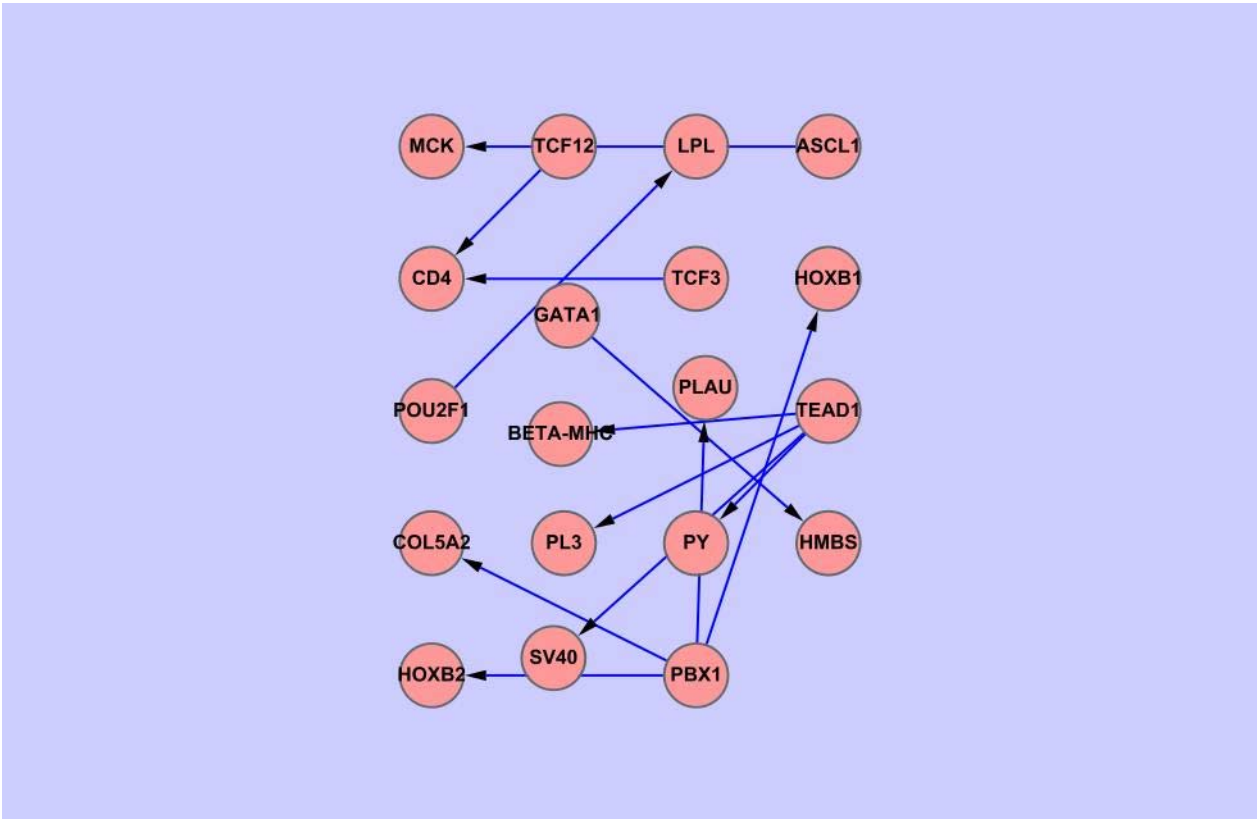 MCK
TCF12
LPL
ASCL1
CD4
TCF3
HOXB1
GATA1
PLAU
POU2F1
TEAD1
BETA-MHC
COL5A2
PL3
PY
HMBS
SV40
HOXB2
PBX1